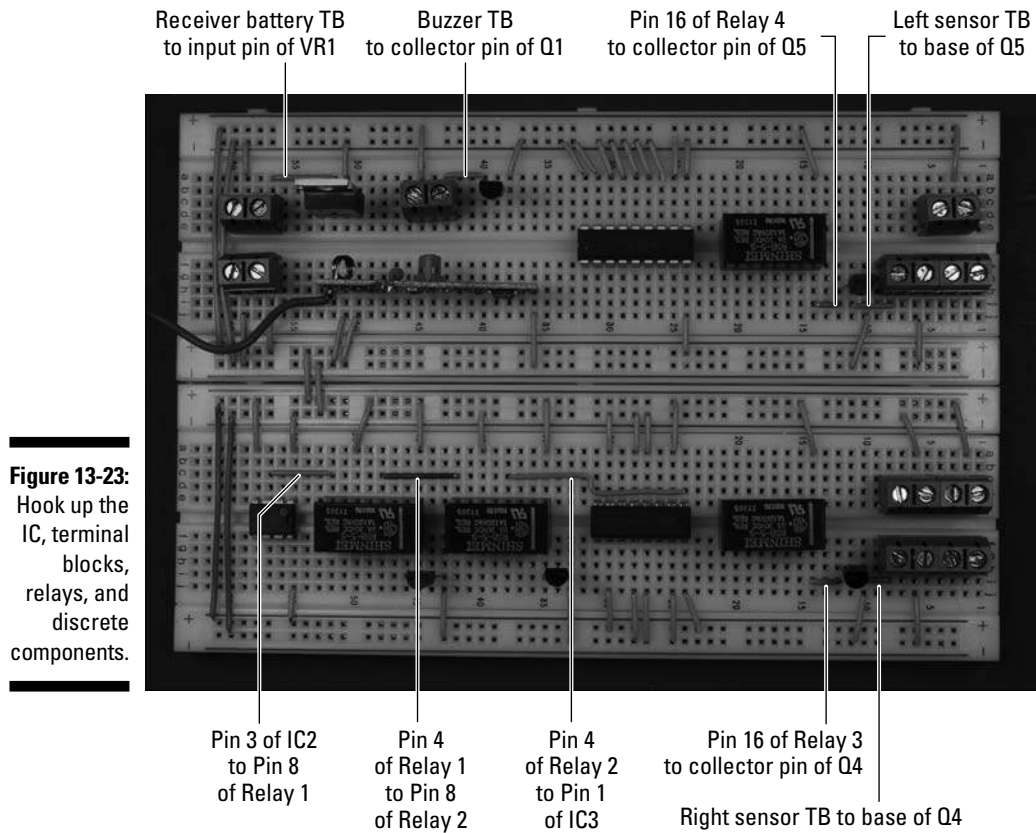 Receiver battery TB
to input pin of VR1
Buzzer TB
to collector pin of Q1
Pin 16 of Relay 4
to collector pin of Q5
Left sensor TB
to base of Q5
Figure 13-23:
Hook up the
IC, terminal
blocks,
relays, and
discrete
components.
SHINMEI
SHINMEI
SHINMEI
SHINMEI
Pin 3 of IC2
to Pin 8
of Relay 1
Pin 4
of Relay 1
to Pin 8
of Relay 2
Pin 4
of Relay 2
to Pin 1
of IC3
Pin 16 of Relay 3
to collector pin of Q4
Right sensor TB to base of Q4